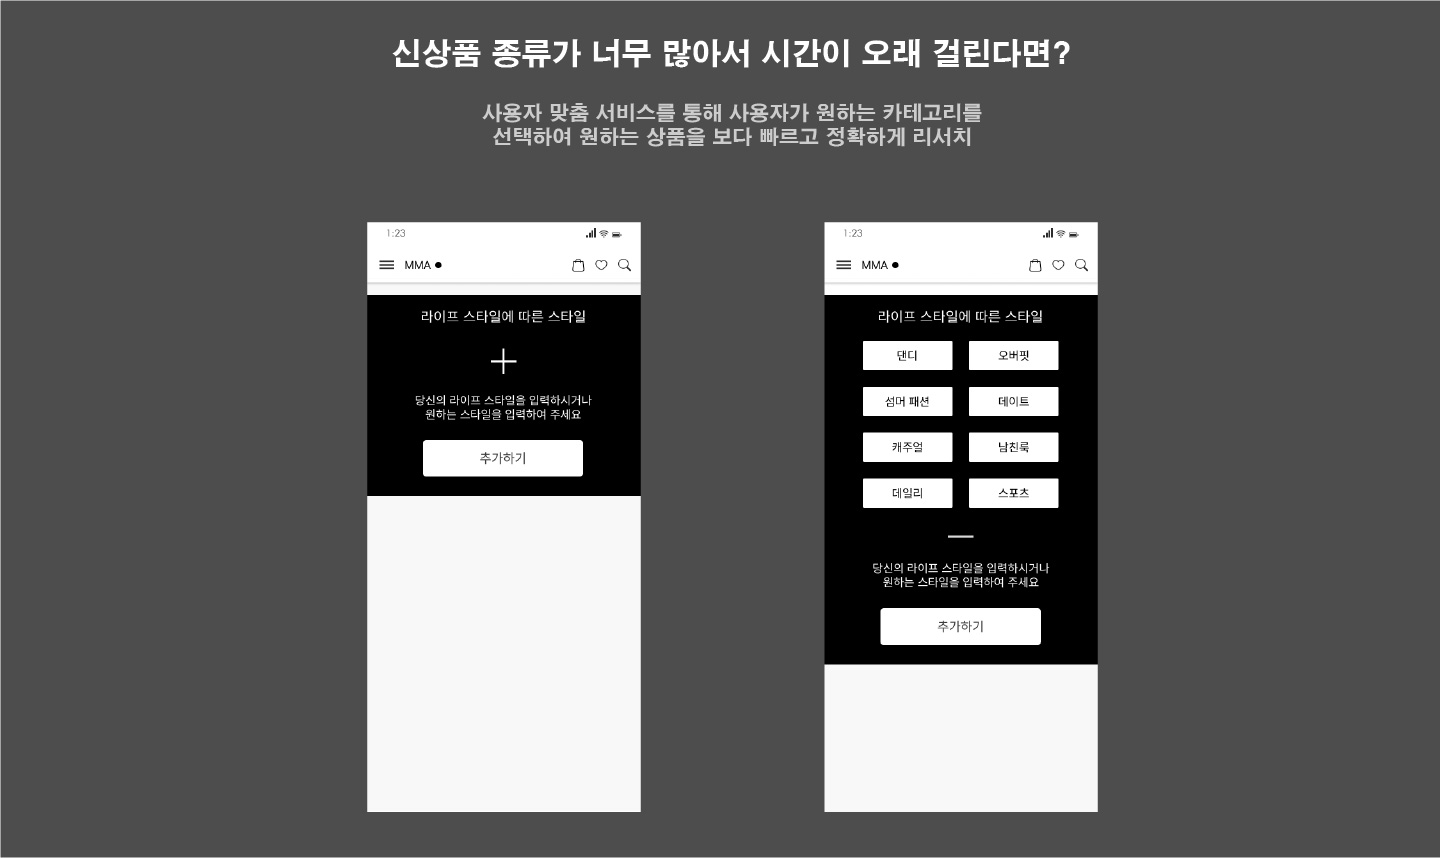 신상품 종류가 너무 많아서 시간이 오래 걸린다면?
사용자 맞춤 서비스를 통해 사용자가 원하는 카테고리를
선택하여 원하는 상품을 보다 빠르고 정확하게 리서치
1:23
MMA
라이프 스타일에 따른 스타일
당신의 라이프 스타일을 입력하시거나
원하는 스타일을 입력하여 주세요
추가하기
1:23
MMA
라이프 스타일에 따른 스타일
댄디 오버핏
섬머 패션 데이트
캐주얼 남친룩
데일리 스포츠
당신의 라이프 스타일을 입력하시거나
원하는 스타일을 입력하여 주세요
추가하기